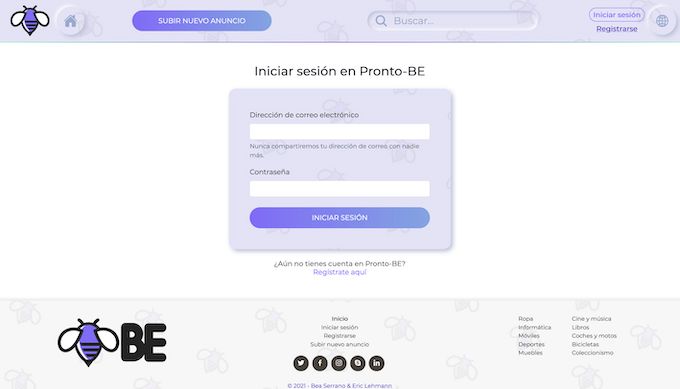 SUBIR NUEVO ANUNCIO
Buscar...
Iniciar sesión
Registrarse
Iniciar sesión en Pronto-BE
Dirección de correo electrónico
Nunca compartiremos tu dirección de correo con nadie
más.
Contraseña
INICIAR SESIÓN
¿Aún no tienes cuenta en Pronto-BE?
Regístrate aquí
BE
Inicio
Iniciar sesión
Registrarse
Subir nuevo anuncio
Ropa
Informática
Móviles
Deportes
Muebles
Cine y música
Libros
Coches y motos
Bicicletas
Coleccionismo
© 2021 - Bea Serrano & Eric Lehmann